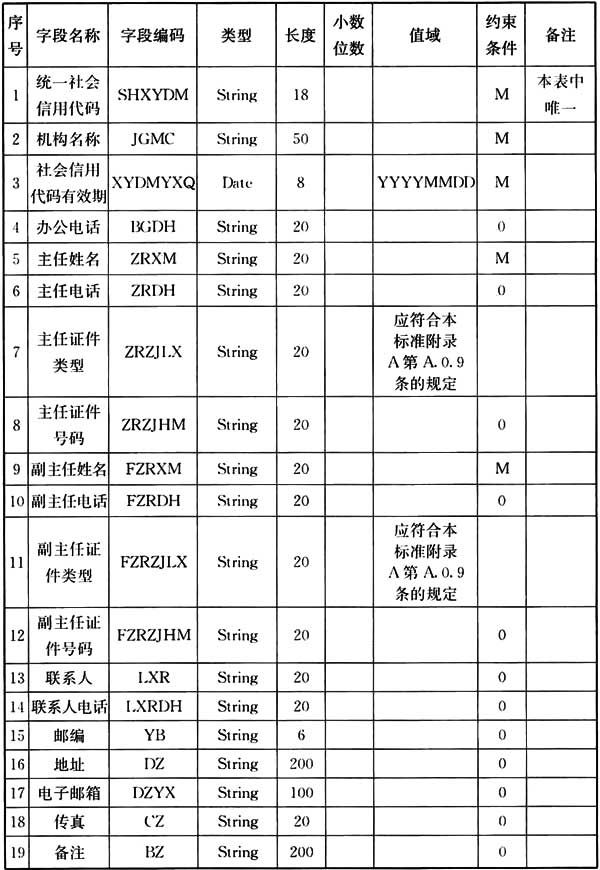 序号 字段名称 字段编码 类型 长度 小数位数 值域 约束条件 备注
1 统一社会信用代码 SHXYDM String 18 M 本表中唯一
2 机构名称 JGMC String 50 M
3 社会信用代码有效期 XYDMYXQ Date 8 YYYYMMDD M
4 办公电话 BGDH String 20 0
5 主任姓名 ZRXM String 20 M
6 主任电话 ZRDH String 20 0
7 主任证件类型 ZRZJLX String 20 应符合本标准附录A第A.0.9条的规定
8 主任证件号码 ZRZJHM String 20 0
9 副主任姓名 FZRXM String 20 M
10 副主任电话 FZRDH String 20 0
11 副主任证件类型 FZRZJLX String 20 应符合本标准附录A第A.0.9条的规定
12 副主任证件号码 FZRZJHM String 20 0
13 联系人 LXR String 20 0
14 联系人电话 LXRDH String 20 0
15 邮编 YB String 6 0
16 地址 DZ String 200 0
17 电子邮箱 DZYX String 100 0
18 传真 CZ String 20 0
19 备注 BZ String 200 0